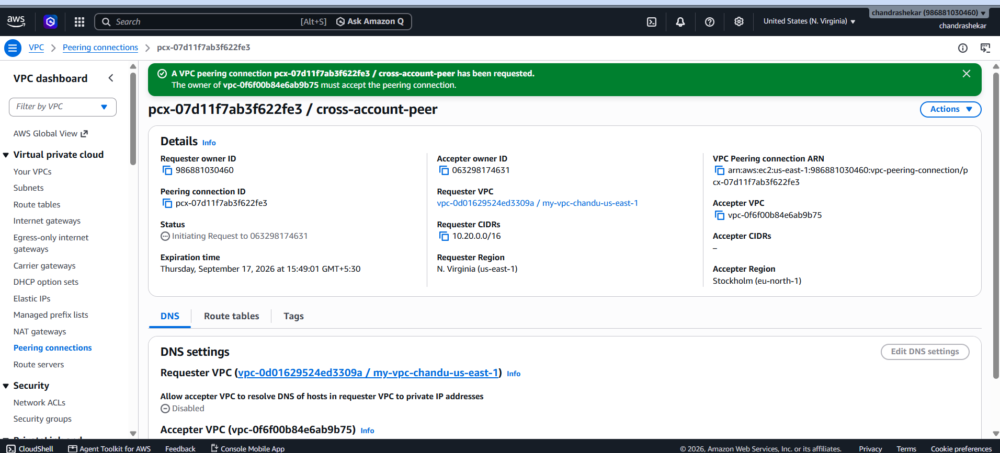 aws
Search
[Alt+S]
Ask Amazon Q
United States (N. Virginia)
chandrashekar (986881030460)
chandrashekar
VPC
Peering connections
pcx-07d11f7ab3f622fe3
VPC dashboard
Filter by VPC
AWS Global View
Virtual private cloud
Your VPCs
Subnets
Route tables
Internet gateways
Egress-only internet
gateways
Carrier gateways
DHCP option sets
Elastic IPs
Managed prefix lists
NAT gateways
Peering connections
Route servers
Security
Network ACLs
Security groups
A VPC peering connection pcx-07d11f7ab3f622fe3 / cross-account-peer has been requested.
The owner of vpc-0f6f00b84e6ab9b75 must accept the peering connection.
pcx-07d11f7ab3f622fe3 / cross-account-peer
Actions
Details Info
Requester owner ID
986881030460
Peering connection ID
pcx-07d11f7ab3f622fe3
Status
Initiating Request to 063298174631
Expiration time
Thursday, September 17, 2026 at 15:49:01 GMT+5:30
Accepter owner ID
063298174631
Requester VPC
vpc-0d01629524ed3309a / my-vpc-chandu-us-east-1
Requester CIDRs
10.20.0.0/16
Requester Region
N. Virginia (us-east-1)
VPC Peering connection ARN
arn:aws:ec2:us-east-1:986881030460:vpc-peering-connection/p
cx-07d11f7ab3f622fe3
Accepter VPC
vpc-0f6f00b84e6ab9b75
Accepter CIDRs
–
Accepter Region
Stockholm (eu-north-1)
DNS
Route tables
Tags
DNS settings
Edit DNS settings
Requester VPC (vpc-0d01629524ed3309a / my-vpc-chandu-us-east-1) Info
Allow accepter VPC to resolve DNS of hosts in requester VPC to private IP addresses
Disabled
Accepter VPC (vpc-0f6f00b84e6ab9b75) Info
CloudShell
Agent Toolkit for AWS
Feedback
Console Mobile App
© 2026, Amazon Web Services, Inc. or its affiliates.
Privacy
Terms
Cookie preferences